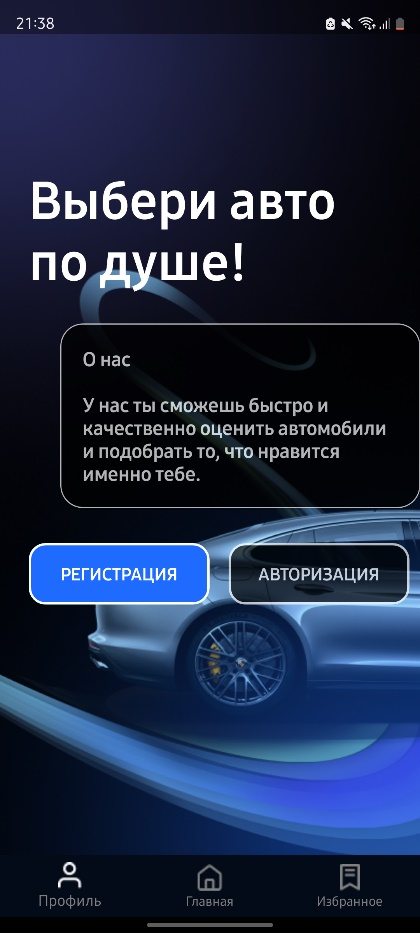 21:38
Выбери авто
по душе!
О нас
У нас ты сможешь быстро и
качественно оценить автомобили
и подобрать то, что нравится
именно тебе.
РЕГИСТРАЦИЯ
АВТОРИЗАЦИЯ
Профиль
Главная
Избранное